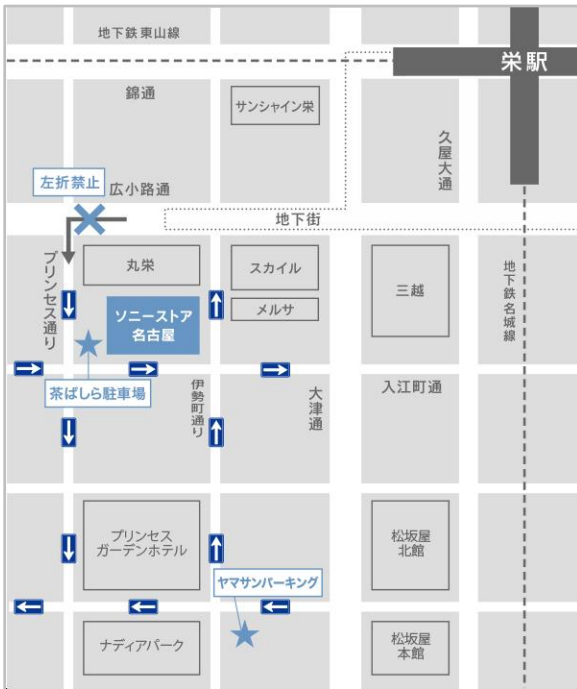 地下鉄東山線
栄駅
錦通
サンシャイン栄
久屋大通
左折禁止
広小路通
地下街
プリンセス通り
丸栄
スカイル
三越
地下鉄名城線
メルサ
ソニーストア
名古屋
茶ばしら駐車場
伊勢町通り
大津通
入江町通
プリンセス
ガーデンホテル
松坂屋
北館
ヤマサンパーキング
ナディアパーク
松坂屋
本館